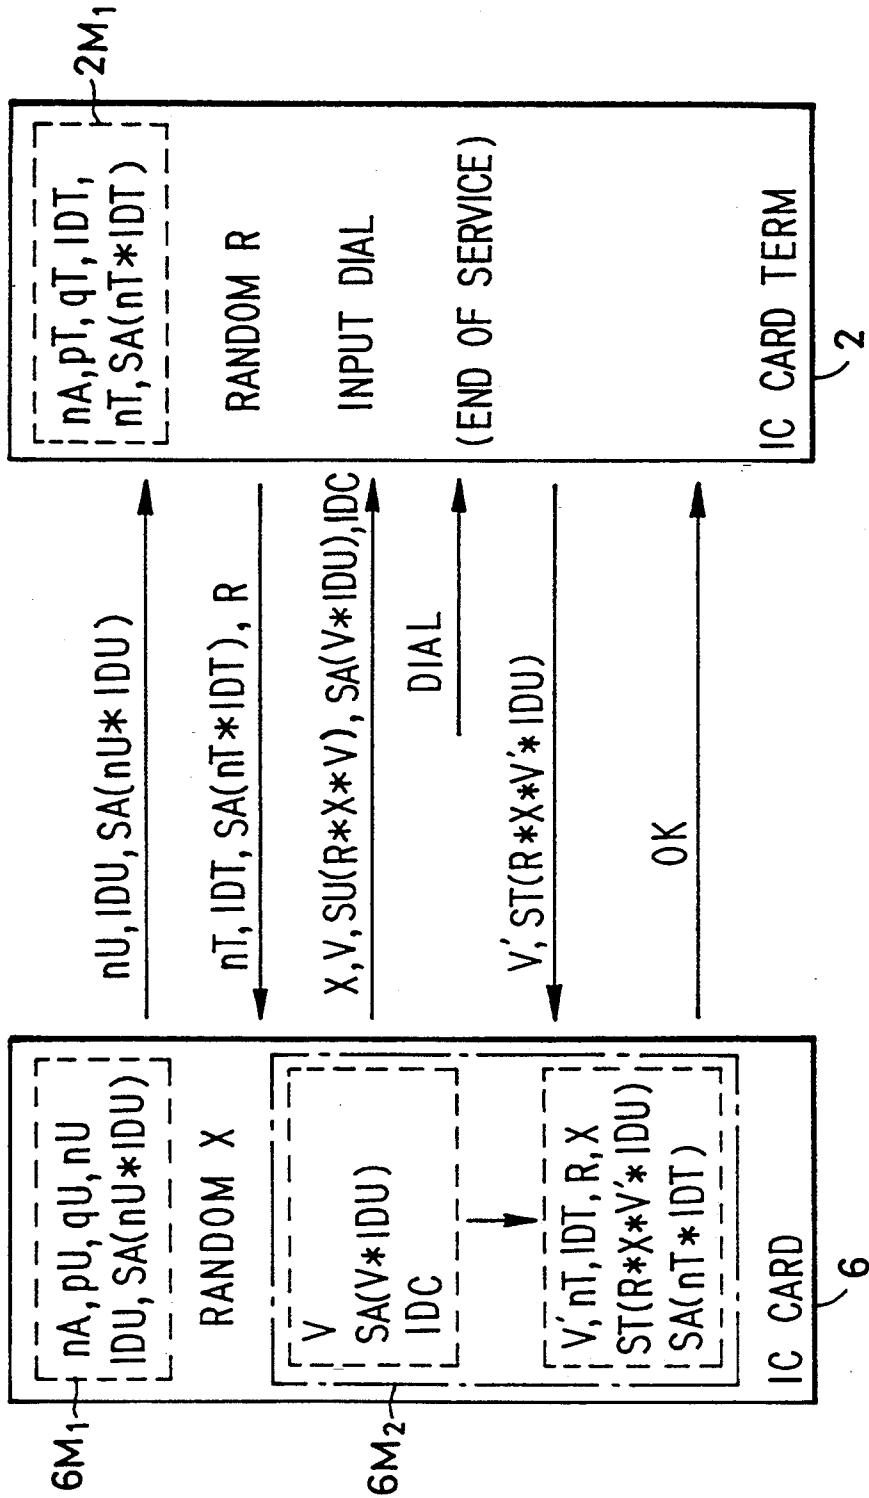 6M₁
nA, pU, qU, nU
IDU, SA(nU*IDU)
RANDOM X
6M₂
V
SA(V*IDU)
IDC
V', nT, IDT, R, X
ST(R*X*V'*IDU)
SA(nT*IDT)
IC CARD
6
nU, IDU, SA(nU*IDU)
nT, IDT, SA(nT*IDT), R
X, V, SU(R*X*V), SA(V*IDU), IDC
DIAL
V', ST(R*X*V'*IDU)
OK
2M₁
nA, pT, qT, IDT,
nT, SA(nT*IDT)
RANDOM R
INPUT DIAL
(END OF SERVICE)
IC CARD TERM
2